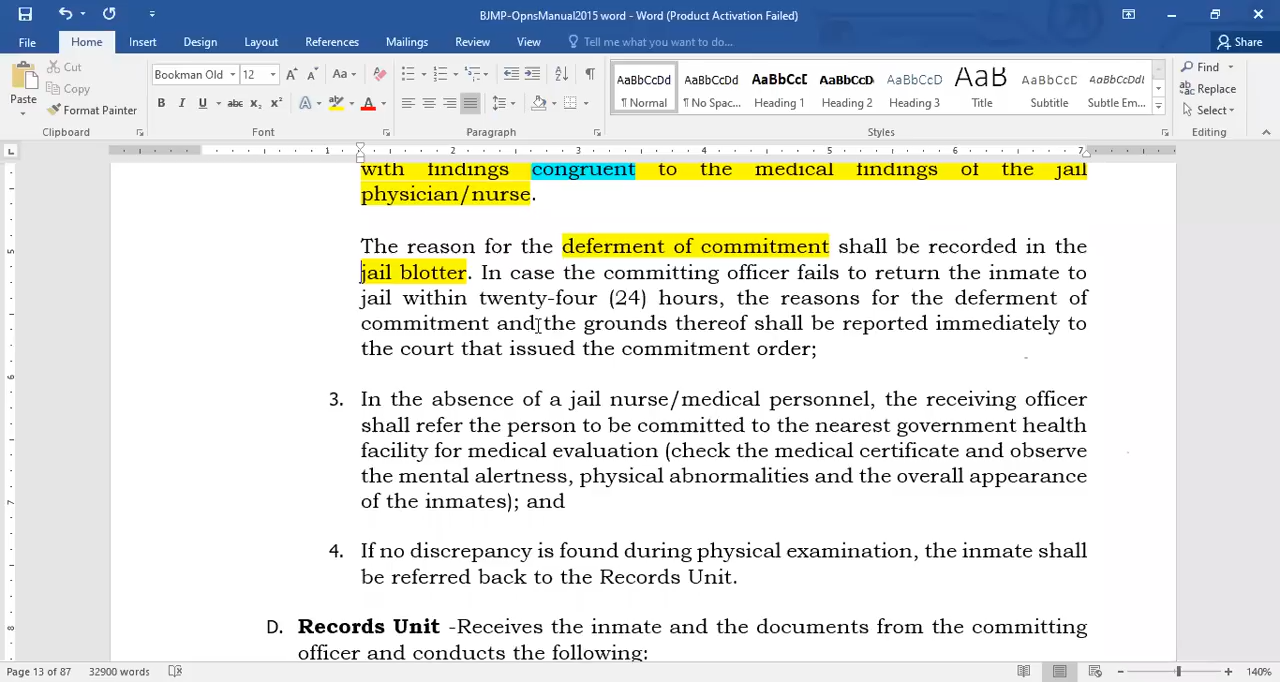 BJMP-OpnsManual2015 word - Word (Product Activation Failed)
File Home Insert Design Layout References Mailings Review View Tell me what you want to do... Share
Paste Cut Copy Format Painter Clipboard
Bookman Old 12 Font
Paragraph
AaBbCcDd ¶ Normal AaBbCcDd ¶ No Spac... AaBbCcI Heading 1 AaBbCcDd Heading 2 AaBbCcDd Heading 3 AaB Title AaBbCcD Subtitle AaBbCcDdI Subtle Em... Styles
Find Replace Select Editing
1 2 3 4 5 6 7
with findings congruent to the medical findings of the jail
physician/nurse.
The reason for the deferment of commitment shall be recorded in the
jail blotter. In case the committing officer fails to return the inmate to
jail within twenty-four (24) hours, the reasons for the deferment of
commitment and the grounds thereof shall be reported immediately to
the court that issued the commitment order;
3. In the absence of a jail nurse/medical personnel, the receiving officer
shall refer the person to be committed to the nearest government health
facility for medical evaluation (check the medical certificate and observe
the mental alertness, physical abnormalities and the overall appearance
of the inmates); and
4. If no discrepancy is found during physical examination, the inmate shall
be referred back to the Records Unit.
D. Records Unit -Receives the inmate and the documents from the committing
officer and conducts the following:
Page 13 of 87 32900 words 140%